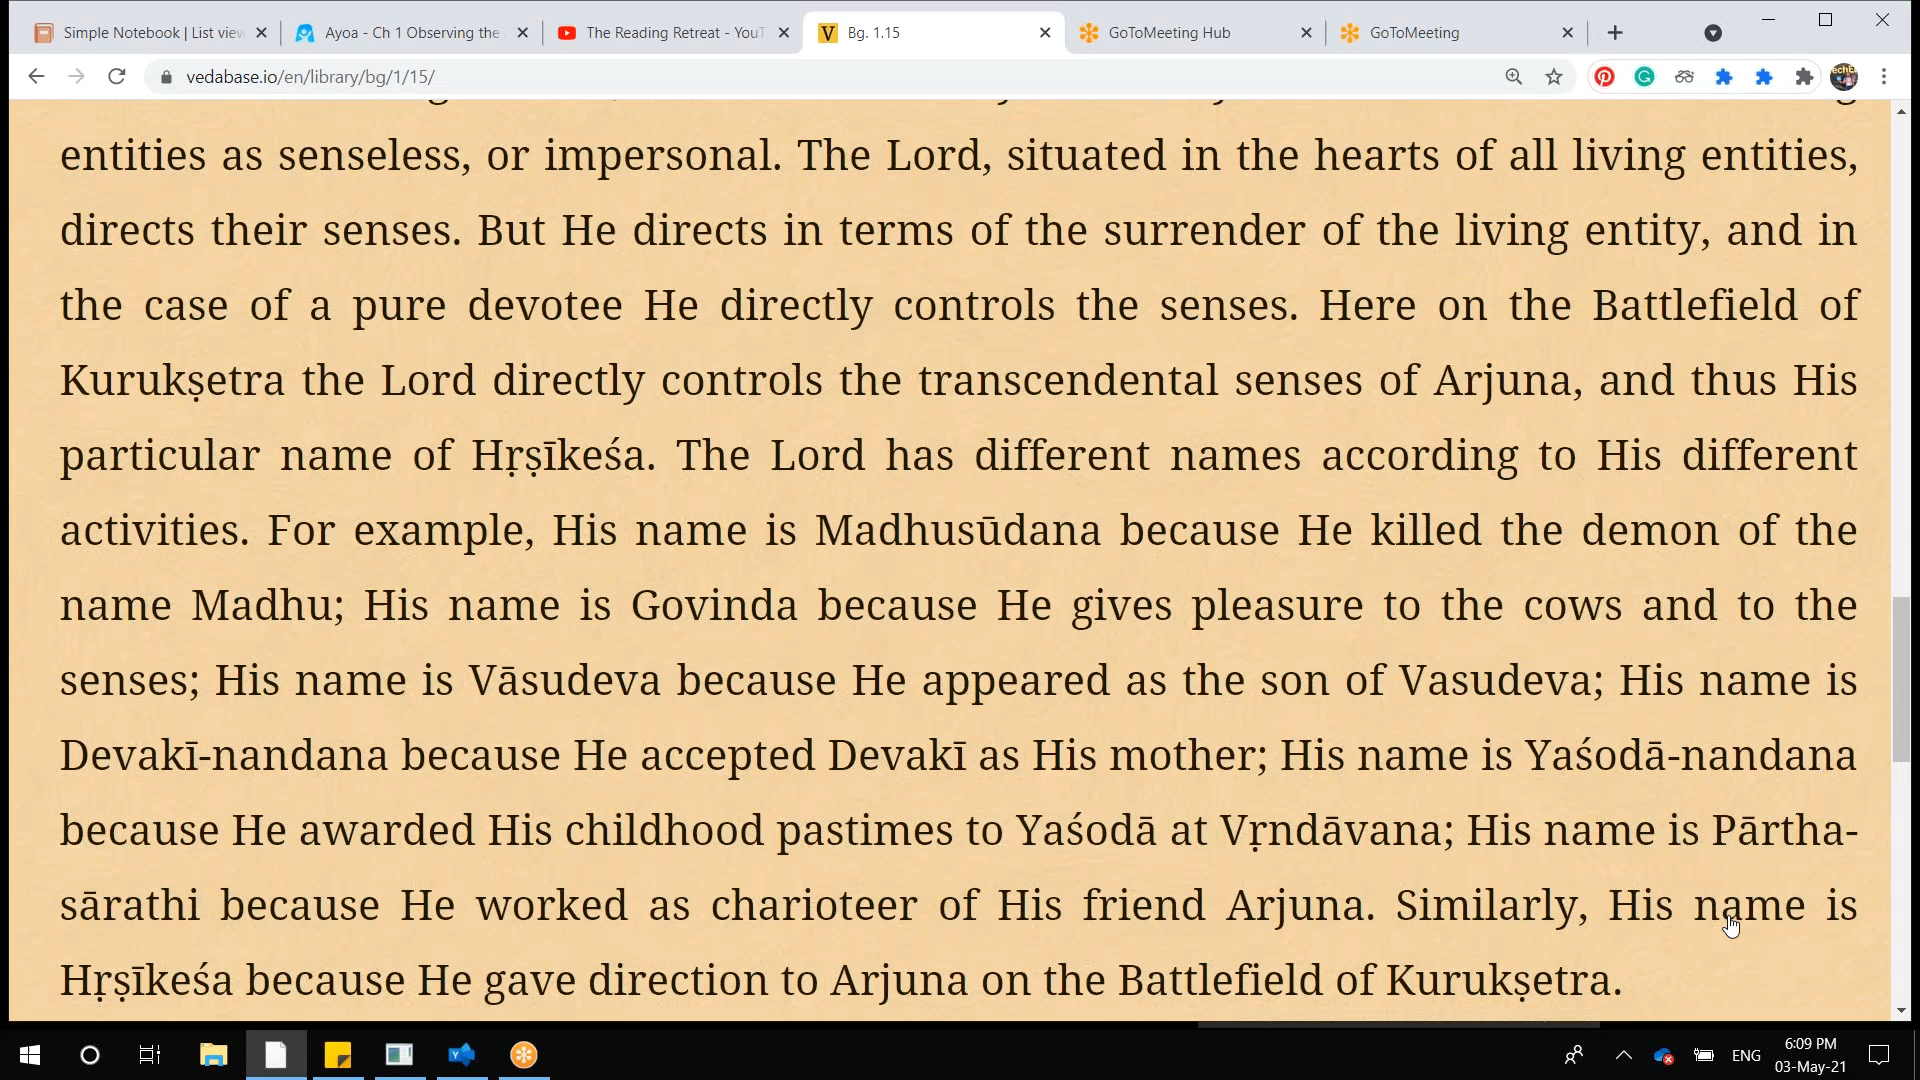 Simple Notebook | List view
Ayoa - Ch 1 Observing the
The Reading Retreat - YouT
V Bg. 1.15
GoToMeeting Hub
GoToMeeting
vedabase.io/en/library/bg/1/15/
entities as senseless, or impersonal. The Lord, situated in the hearts of all living entities,
directs their senses. But He directs in terms of the surrender of the living entity, and in
the case of a pure devotee He directly controls the senses. Here on the Battlefield of
Kurukṣetra the Lord directly controls the transcendental senses of Arjuna, and thus His
particular name of Hṛṣīkeśa. The Lord has different names according to His different
activities. For example, His name is Madhusūdana because He killed the demon of the
name Madhu; His name is Govinda because He gives pleasure to the cows and to the
senses; His name is Vāsudeva because He appeared as the son of Vasudeva; His name is
Devakī-nandana because He accepted Devakī as His mother; His name is Yaśodā-nandana
because He awarded His childhood pastimes to Yaśodā at Vṛndāvana; His name is Pārtha-
sārathi because He worked as charioteer of His friend Arjuna. Similarly, His name is
Hṛṣīkeśa because He gave direction to Arjuna on the Battlefield of Kurukṣetra.
ENG
6:09 PM
03-May-21